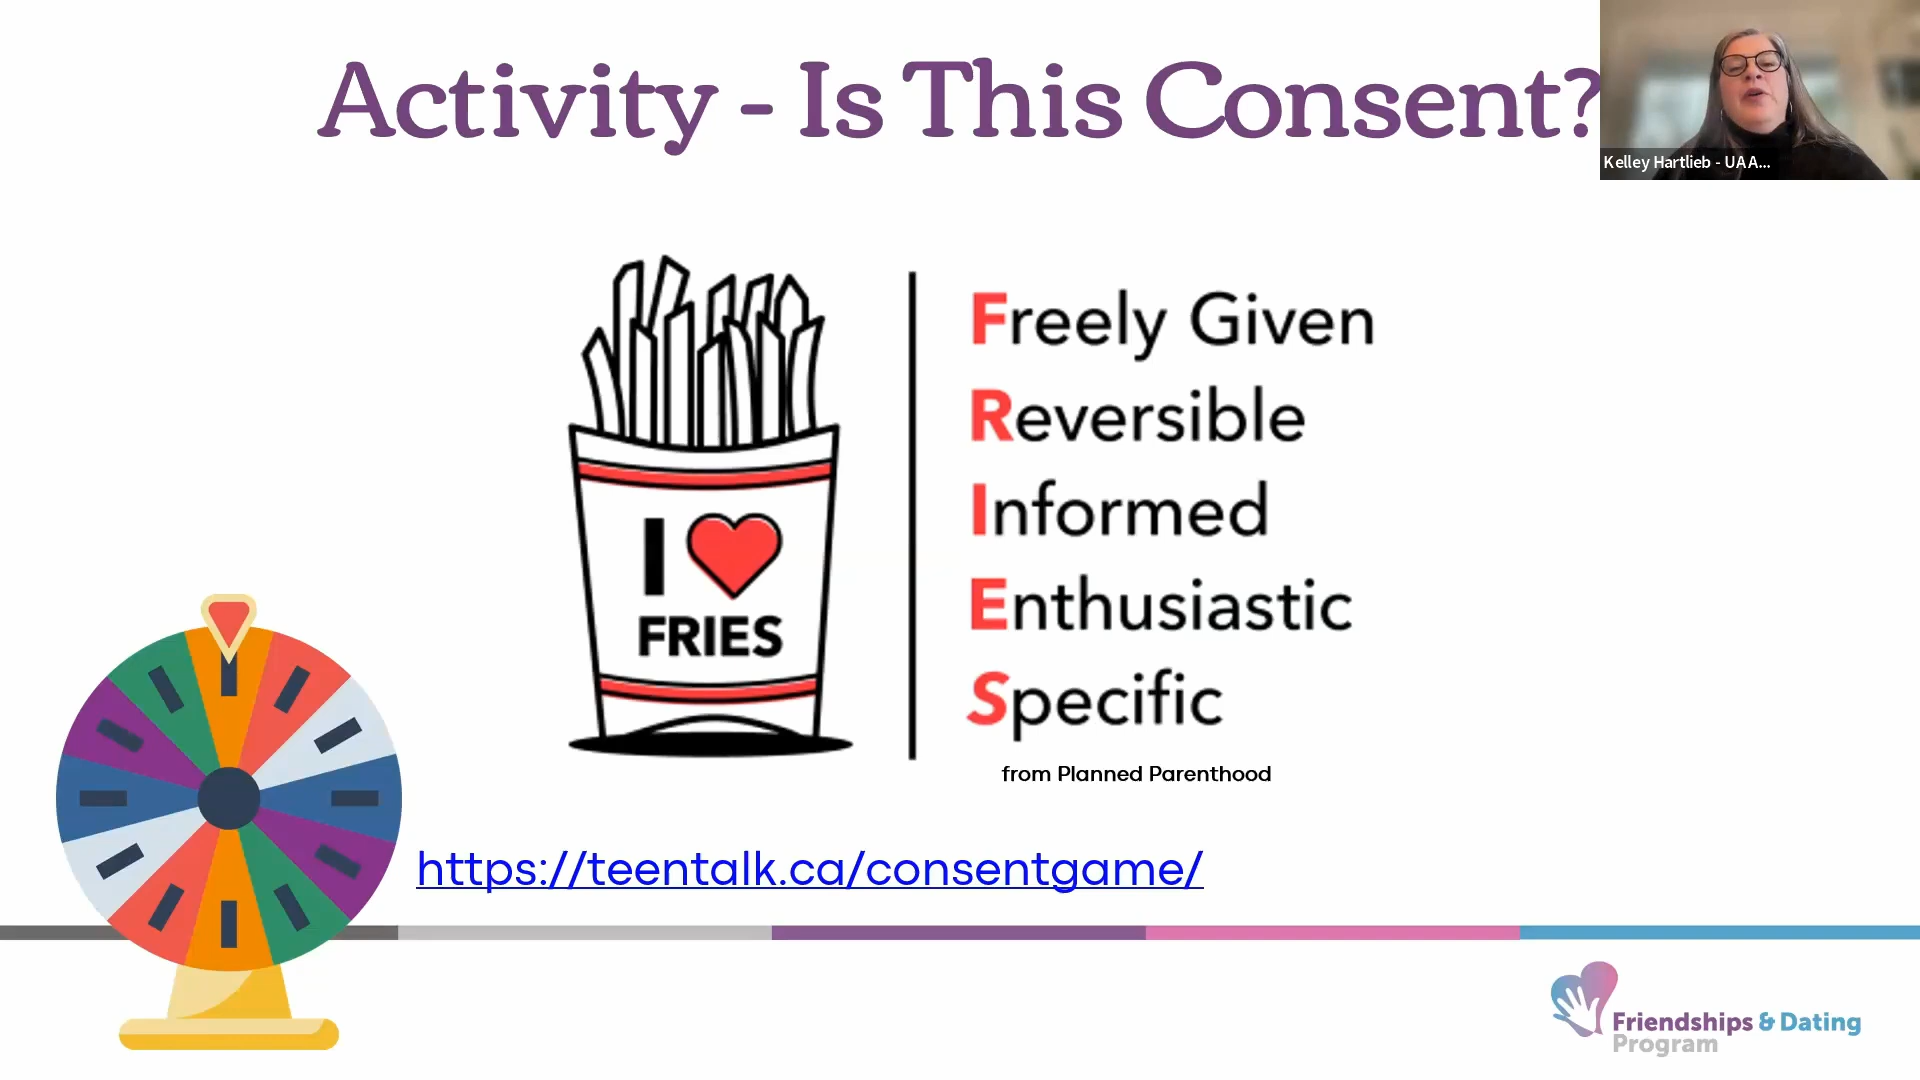 Activity - Is This Consent?
Kelley Hartlieb - UAA...
I
FRIES
Freely Given
Reversible
Informed
Enthusiastic
Specific
from Planned Parenthood
https://teentalk.ca/consentgame/
Friendships & Dating
Program